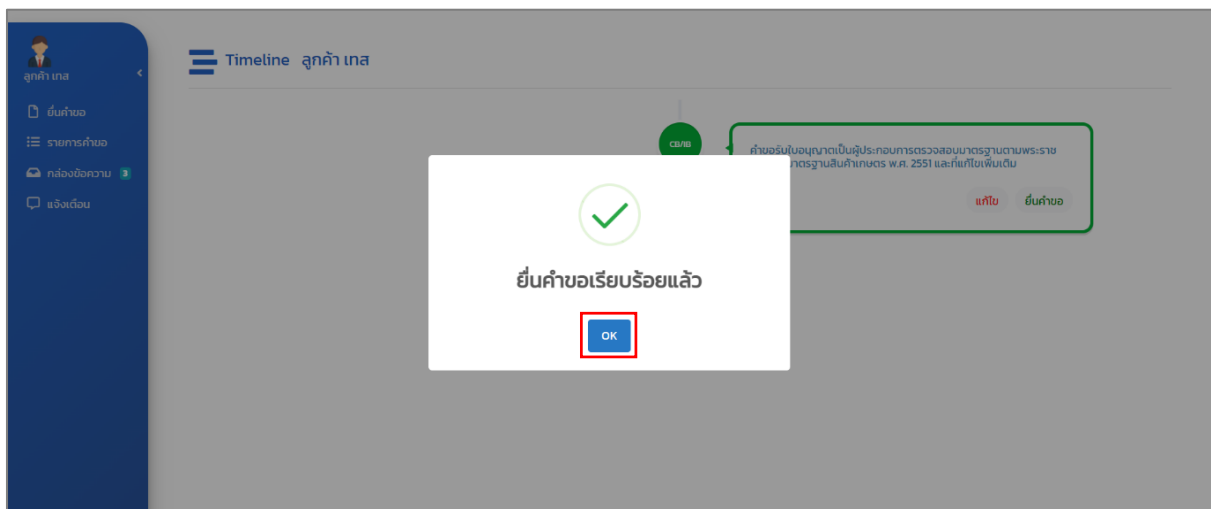 ลูกค้า เทส
ยื่นคำขอ
รายการคำขอ
กล่องข้อความ 3
แจ้งเตือน
Timeline ลูกค้า เทส
CB/IB
คำขอรับใบอนุญาตเป็นผู้ประกอบการตรวจสอบมาตรฐานตามพระราช
มาตรฐานสินค้าเกษตร พ.ศ. 2551 และที่แก้ไขเพิ่มเติม
แก้ไข ยื่นคำขอ
ยื่นคำขอเรียบร้อยแล้ว
OK